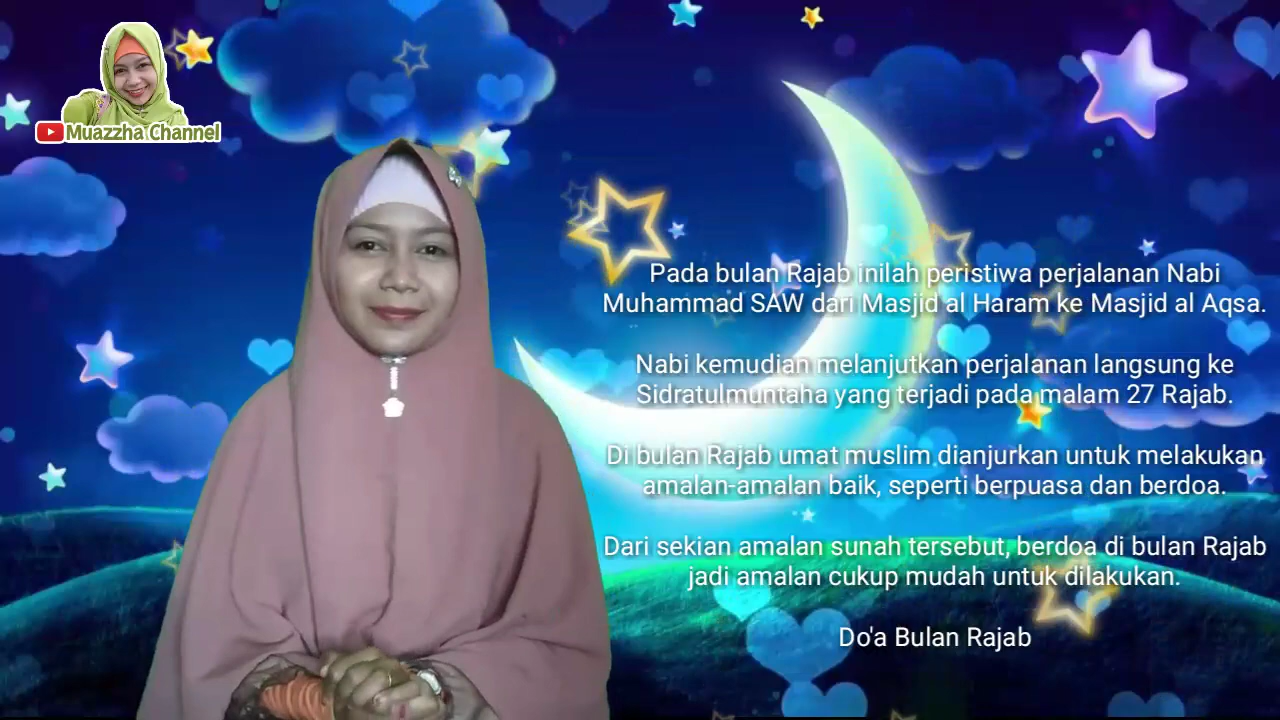 Muazzha Channel
Pada bulan Rajab inilah peristiwa perjalanan Nabi
Muhammad SAW dari Masjid al Haram ke Masjid al Aqsa.
Nabi kemudian melanjutkan perjalanan langsung ke
Sidratulmuntaha yang terjadi pada malam 27 Rajab.
Di bulan Rajab umat muslim dianjurkan untuk melakukan
amalan-amalan baik, seperti berpuasa dan berdoa.
Dari sekian amalan sunah tersebut, berdoa di bulan Rajab
jadi amalan cukup mudah untuk dilakukan.
Do'a Bulan Rajab